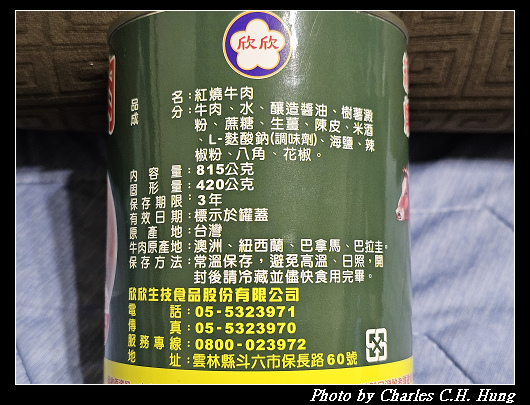 欣欣
品名：紅燒牛肉
成分：牛肉、水、釀造醬油、樹薯澱
粉、蔗糖、生薑、陳皮、米酒
、L-麩酸鈉(調味劑)、海鹽、辣
椒粉、八角、花椒。
內容量：815公克
固形量：420公克
保存期限：3年
有效日期：標示於罐蓋
原產地：台灣
牛肉原產地：澳洲、紐西蘭、巴拿馬、巴拉圭。
保存方法：常溫保存，避免高溫、日照，開
封後請冷藏並儘快食用完畢。
欣欣生技食品股份有限公司
電話：05-5323971
傳真：05-5323970
服務專線：0800-023972
地址：雲林縣斗六市保長路60號
Photo by Charles C.H. Hung